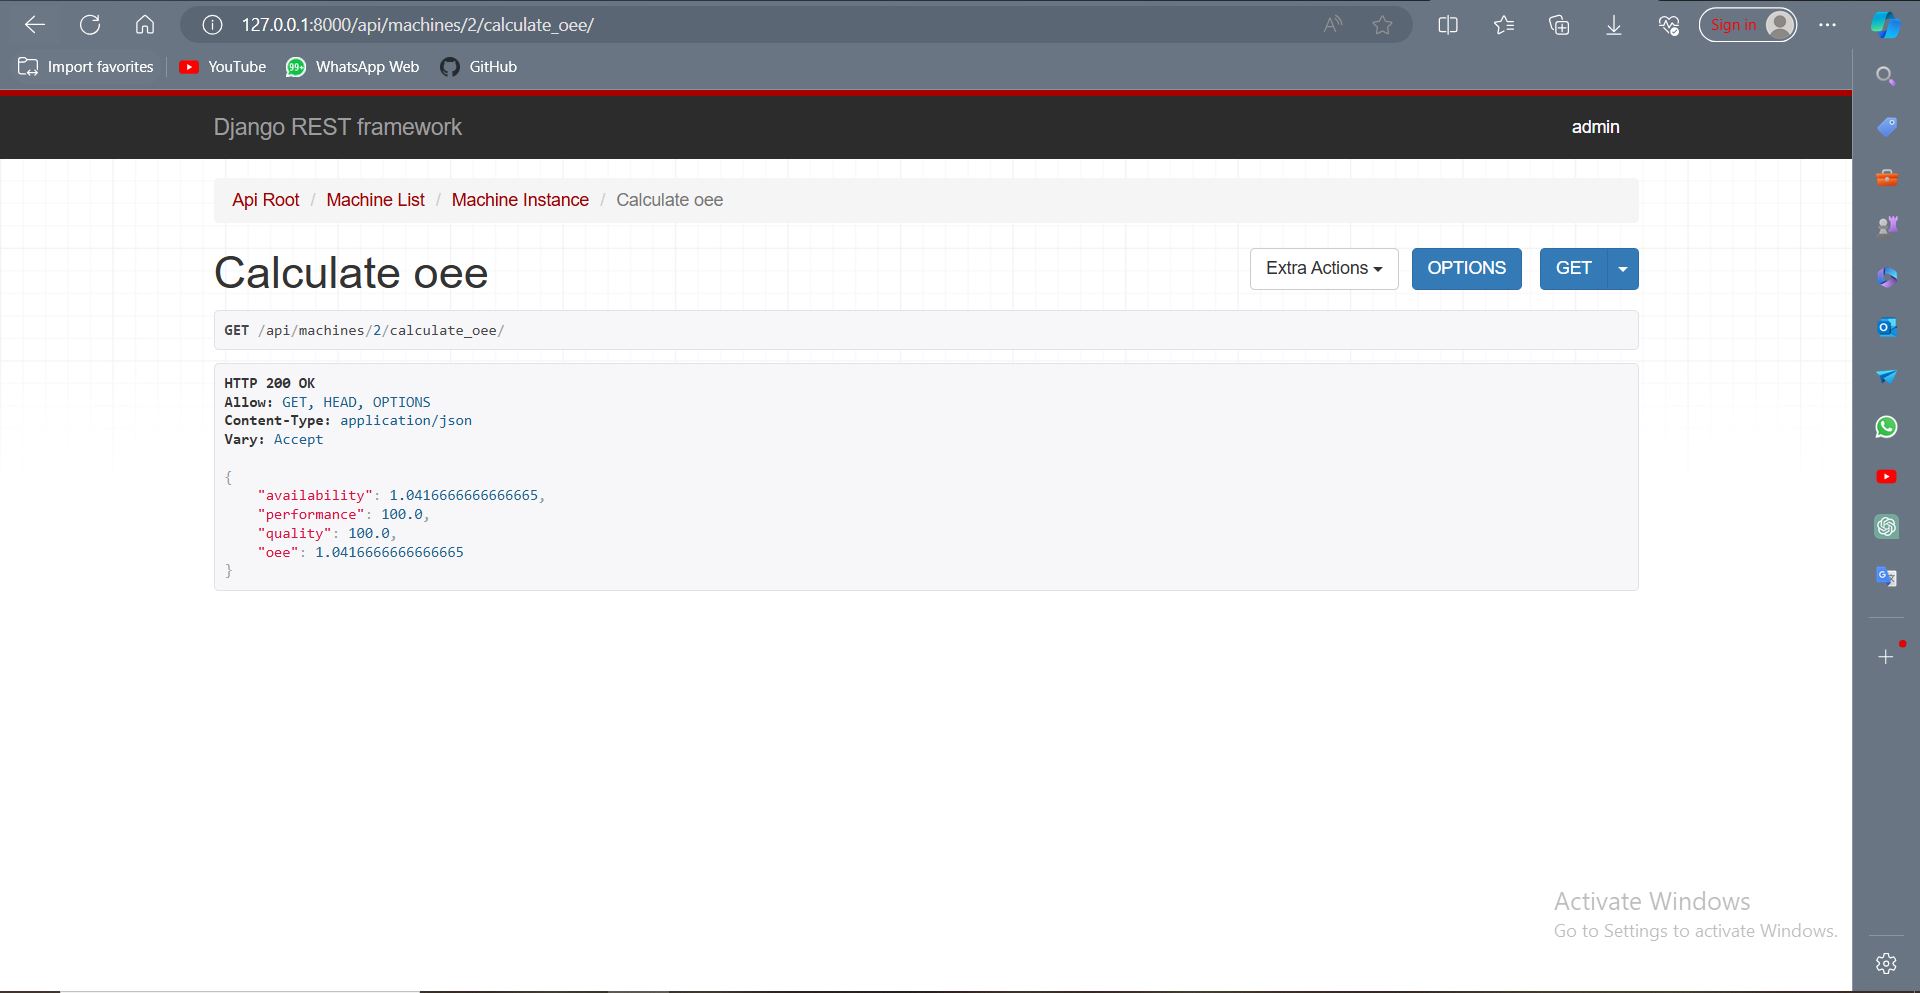 127.0.0.1:8000/api/machines/2/calculate_oee/
Sign in
Import favorites
YouTube
99+
WhatsApp Web
GitHub
Django REST framework
admin
Api Root / Machine List / Machine Instance / Calculate oee
Calculate oee
Extra Actions
OPTIONS
GET
GET /api/machines/2/calculate_oee/
HTTP 200 OK
Allow: GET, HEAD, OPTIONS
Content-Type: application/json
Vary: Accept
{
    "availability": 1.0416666666666665,
    "performance": 100.0,
    "quality": 100.0,
    "oee": 1.0416666666666665
}
Activate Windows
Go to Settings to activate Windows.